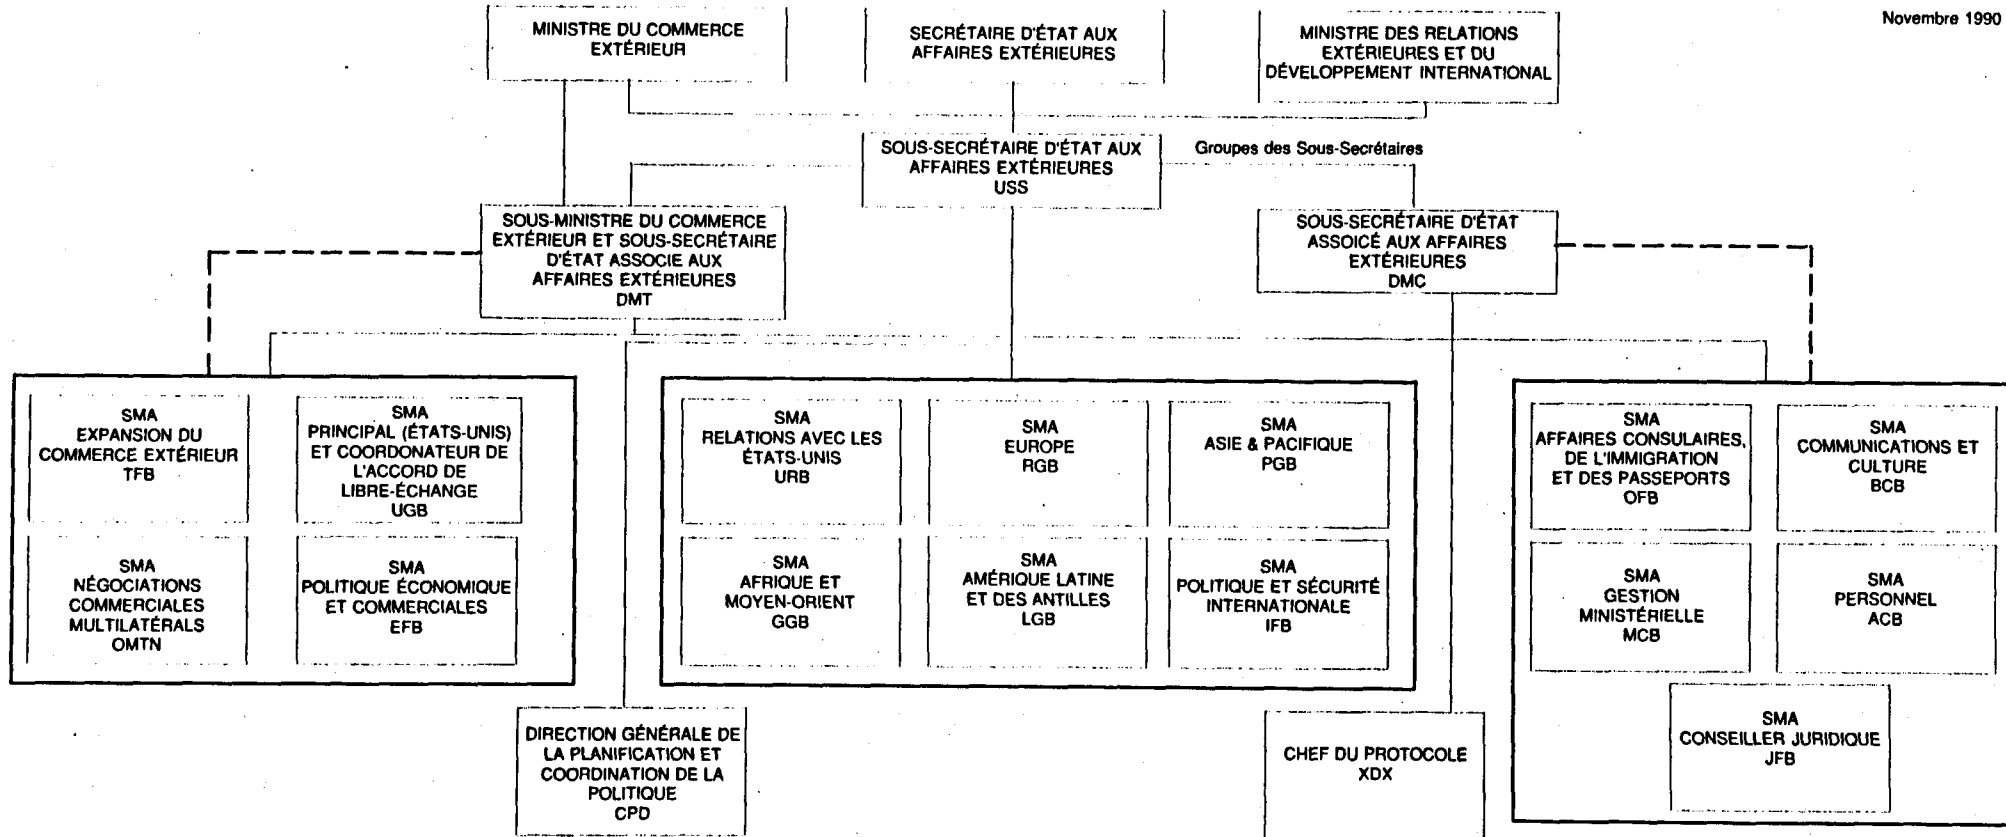 Novembre 1990
MINISTRE DU COMMERCE
EXTÉRIEUR
SECRÉTAIRE D'ÉTAT AUX
AFFAIRES EXTÉRIEURES
MINISTRE DES RELATIONS
EXTÉRIEURES ET DU
DÉVELOPPEMENT INTERNATIONAL
SOUS-SECRÉTAIRE D'ÉTAT AUX
AFFAIRES EXTÉRIEURES
USS
Groupes des Sous-Secrétaires
SOUS-MINISTRE DU COMMERCE
EXTÉRIEUR ET SOUS-SECRÉTAIRE
D'ÉTAT ASSOCIE AUX
AFFAIRES EXTÉRIEURES
DMT
SOUS-SECRÉTAIRE D'ÉTAT
ASSOICÉ AUX AFFAIRES
EXTÉRIEURES
DMC
SMA
EXPANSION DU
COMMERCE EXTÉRIEUR
TFB
SMA
PRINCIPAL (ÉTATS-UNIS)
ET COORDONATEUR DE
L'ACCORD DE
LIBRE-ÉCHANGE
UGB
SMA
NÉGOCIATIONS
COMMERCIALES
MULTILATÉRALS
OMTN
SMA
POLITIQUE ÉCONOMIQUE
ET COMMERCIALES
EFB
SMA
RELATIONS AVEC LES
ÉTATS-UNIS
URB
SMA
EUROPE
RGB
SMA
ASIE & PACIFIQUE
PGB
SMA
AFRIQUE ET
MOYEN-ORIENT
GGB
SMA
AMÉRIQUE LATINE
ET DES ANTILLES
LGB
SMA
POLITIQUE ET SÉCURITÉ
INTERNATIONALE
IFB
SMA
AFFAIRES CONSULAIRES,
DE L'IMMIGRATION
ET DES PASSEPORTS
OFB
SMA
COMMUNICATIONS ET
CULTURE
BCB
SMA
GESTION
MINISTÉRIELLE
MCB
SMA
PERSONNEL
ACB
SMA
CONSEILLER JURIDIQUE
JFB
DIRECTION GÉNÉRALE DE
LA PLANIFICATION ET
COORDINATION DE LA
POLITIQUE
CPD
CHEF DU PROTOCOLE
XDX